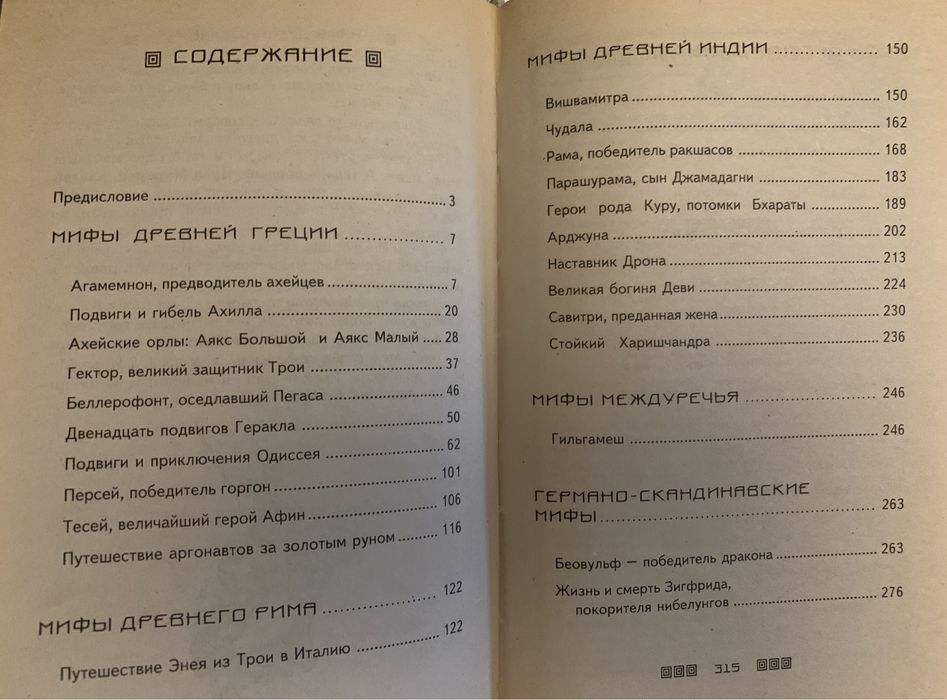 СОДЕРЖАНИЕ
Предисловие ........ 3
МИФЫ ДРЕВНЕЙ ГРЕЦИИ ........ 7
Агамемнон, предводитель ахейцев ........ 7
Подвиги и гибель Ахилла ........ 20
Ахейские орлы: Аякс Большой и Аякс Малый ..... 28
Гектор, великий защитник Трои ........ 37
Беллерофонт, оседлавший Пегаса ........ 46
Двенадцать подвигов Геракла ........ 50
Подвиги и приключения Одиссея ........ 62
Персей, победитель горгон ........ 101
Тесей, величайший герой Афин ........ 106
Путешествие аргонавтов за золотым руном ........ 116
МИФЫ ДРЕВНЕГО РИМА ........ 122
Путешествие Энея из Трои в Италию ........ 122
МИФЫ ДРЕВНЕЙ ИНДИИ ........ 150
Вишвамитра ........ 150
Чудала ........ 162
Рама, победитель ракшасов ........ 168
Парашурама, сын Джамадагни ........ 183
Герои рода Куру, потомки Бхараты ........ 189
Арджуна ........ 202
Наставник Дрона ........ 213
Великая богиня Деви ........ 224
Савитри, преданная жена ........ 230
Стойкий Харишчандра ........ 236
МИФЫ МЕЖДУРЕЧЬЯ ........ 246
Гильгамеш ........ 246
ГЕРМАНО-СКАНДИНАВСКИЕ
МИФЫ ........ 263
Беовульф — победитель дракона ........ 263
Жизнь и смерть Зигфрида,
покорителя нибелунгов ........ 276
315